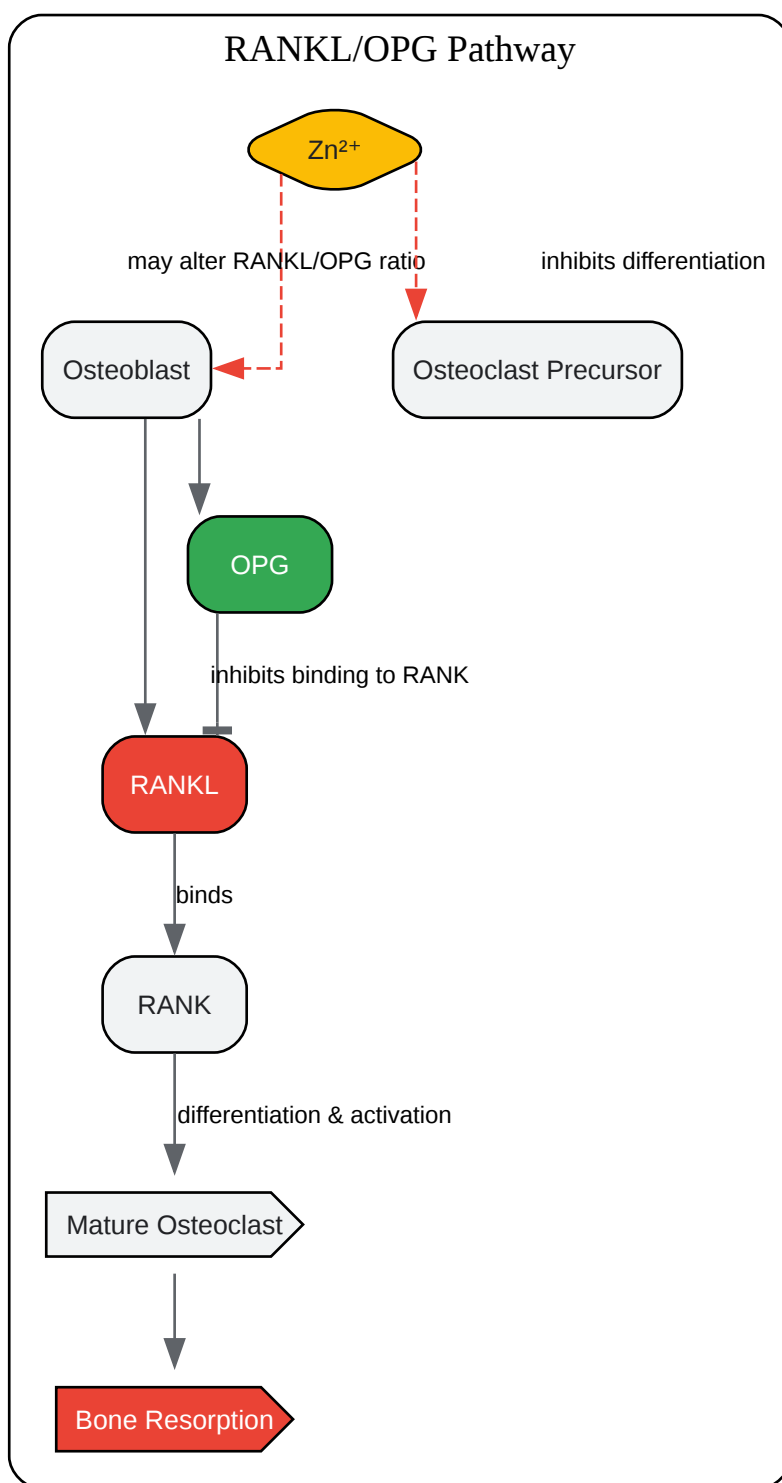 RANKL/OPG Pathway
Zn²⁺
may alter RANKL/OPG ratio
inhibits differentiation
Osteoblast
Osteoclast Precursor
OPG
inhibits binding to RANK
RANKL
binds
RANK
differentiation & activation
Mature Osteoclast
Bone Resorption